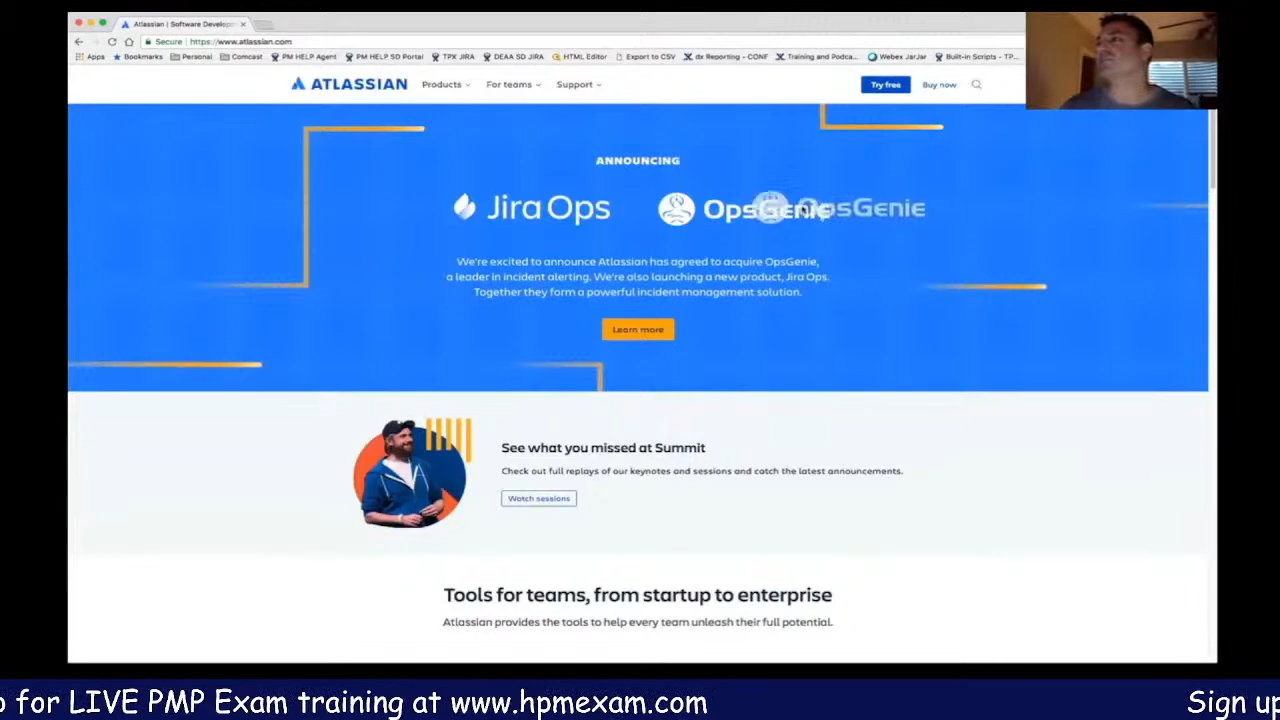 Atlassian | Software Develop
Secure | https://www.atlassian.com
Apps Bookmarks Personal Comcast PM HELP Agent PM HELP SD Portal TPX JIRA DEAA SD JIRA HTML Editor Export to CSV dx Reporting - CONF Training and Podca... Webex JarJar Built-in Scripts - TP...
ATLASSIAN Products For teams Support Try free Buy now
ANNOUNCING
Jira Ops OpsGenie OpsGenie
We're excited to announce Atlassian has agreed to acquire OpsGenie,
a leader in incident alerting. We're also launching a new product, Jira Ops.
Together they form a powerful incident management solution.
Learn more
See what you missed at Summit
Check out full replays of our keynotes and sessions and catch the latest announcements.
Watch sessions
Tools for teams, from startup to enterprise
Atlassian provides the tools to help every team unleash their full potential.
for LIVE PMP Exam training at www.hpmexam.com Sign up